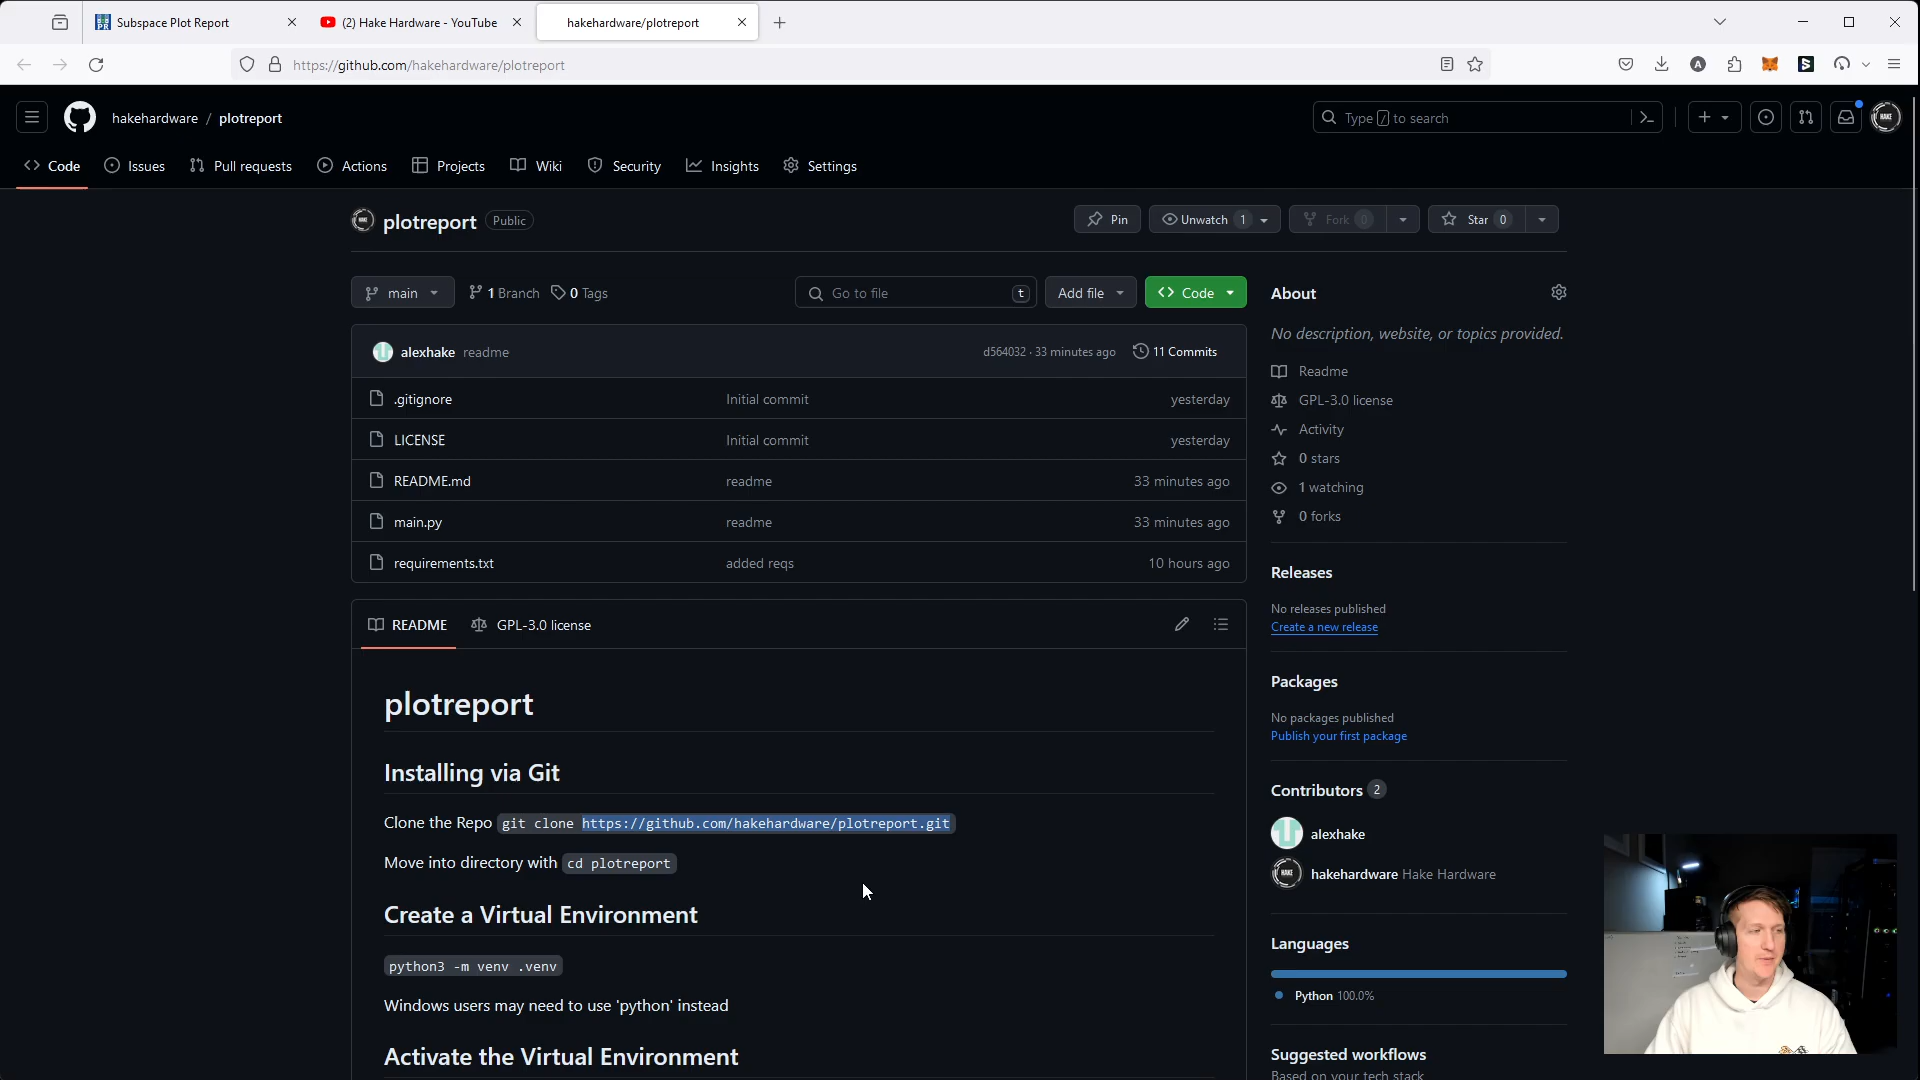 Subspace Plot Report
(2) Hake Hardware - YouTube
hakehardware/plotreport
https://github.com/hakehardware/plotreport
hakehardware / plotreport
Type / to search
Code
Issues
Pull requests
Actions
Projects
Wiki
Security
Insights
Settings
plotreport Public
Pin
Unwatch 1
Fork 0
Star 0
main
1 Branch
0 Tags
Go to file t
Add file
Code
alexhake readme
d564032 · 33 minutes ago
11 Commits
.gitignore Initial commit yesterday
LICENSE Initial commit yesterday
README.md readme 33 minutes ago
main.py readme 33 minutes ago
requirements.txt added reqs 10 hours ago
README
GPL-3.0 license
plotreport
Installing via Git
Clone the Repo git clone https://github.com/hakehardware/plotreport.git
Move into directory with cd plotreport
Create a Virtual Environment
python3 -m venv .venv
Windows users may need to use 'python' instead
Activate the Virtual Environment
About
No description, website, or topics provided.
Readme
GPL-3.0 license
Activity
0 stars
1 watching
0 forks
Releases
No releases published
Create a new release
Packages
No packages published
Publish your first package
Contributors 2
alexhake
hakehardware Hake Hardware
Languages
Python 100.0%
Suggested workflows
Based on your tech stack